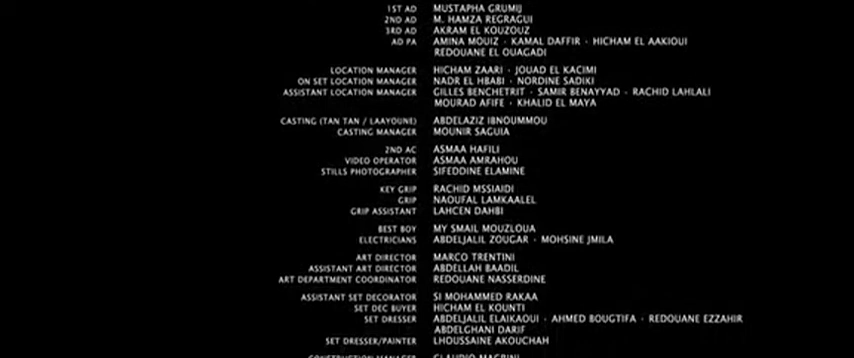 1ST AD MUSTAPHA GRUMIJ
2ND AD M. HAMZA REGRAGUI
3RD AD AKRAM EL KOUZOUZ
AD PA AMINA MOUIZ · KAMAL DAFFIR · HICHAM EL AAKIOUI
REDOUANE EL OUAGADI
LOCATION MANAGER HICHAM ZAARI · JOUAD EL KACIMI
ON SET LOCATION MANAGER NADR EL HBABI · NORDINE SADIKI
ASSISTANT LOCATION MANAGER GILLES BENCHETRIT · SAMIR BENAYYAD · RACHID LAHLALI
MOURAD AFIFE · KHALID EL MAYA
CASTING (TAN TAN / LAAYOUNE) ABDELAZIZ IBNOUMMOU
CASTING MANAGER MOUNIR SAGUIA
2ND AC ASMAA HAFILI
VIDEO OPERATOR ASMAA AMRAHOU
STILLS PHOTOGRAPHER SIFEDDINE ELAMINE
KEY GRIP RACHID MSSIAIDI
GRIP NAOUFAL LAMKAALEL
GRIP ASSISTANT LAHCEN DAHBI
BEST BOY MY SMAIL MOUZLOUA
ELECTRICIANS ABDELJALIL ZOUGAR · MOHSINE JMILA
ART DIRECTOR MARCO TRENTINI
ASSISTANT ART DIRECTOR ABDELLAH BAADIL
ART DEPARTMENT COORDINATOR REDOUANE NASSERDINE
ASSISTANT SET DECORATOR SI MOHAMMED RAKAA
SET DEC BUYER HICHAM EL KOUNTI
SET DRESSER ABDELJALIL ELAIKAOUI · AHMED BOUGTIFA · REDOUANE EZZAHIR
ABDELGHANI DARIF
SET DRESSER/PAINTER LHOUSSAINE AKOUCHAH
CONSTRUCTION MANAGER CLAUDIO MAGRINI